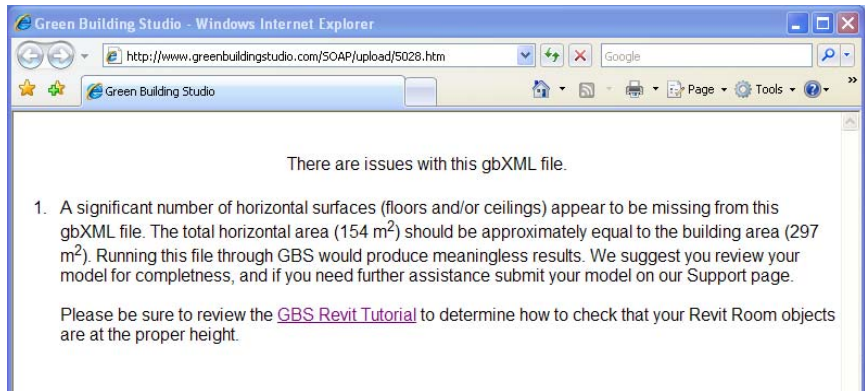 Green Building Studio - Windows Internet Explorer
http://www.greenbuildingstudio.com/SOAP/upload/5028.htm
Google
Green Building Studio
Page
Tools
There are issues with this gbXML file.
1. A significant number of horizontal surfaces (floors and/or ceilings) appear to be missing from this
gbXML file. The total horizontal area (154 m²) should be approximately equal to the building area (297
m²). Running this file through GBS would produce meaningless results. We suggest you review your
model for completness, and if you need further assistance submit your model on our Support page.
Please be sure to review the GBS Revit Tutorial to determine how to check that your Revit Room objects
are at the proper height.